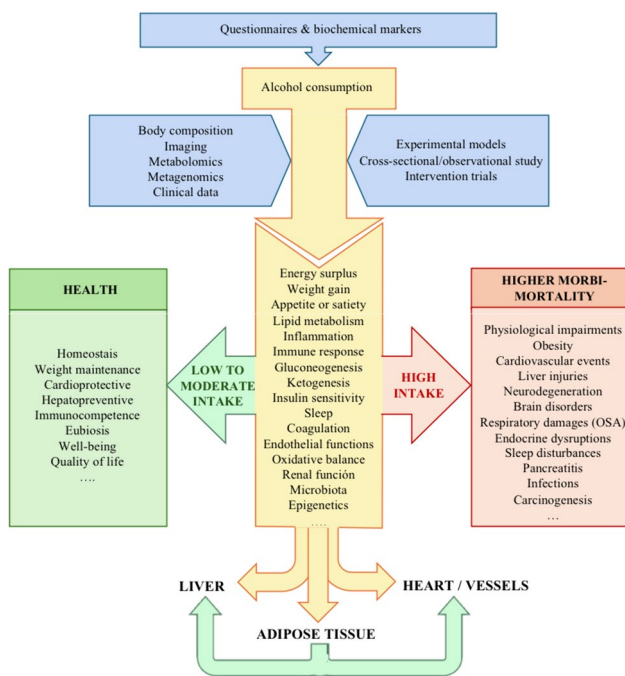 Questionnaires & biochemical markers
Alcohol consumption
Body composition
Imaging
Metabolomics
Metagenomics
Clinical data
Experimental models
Cross-sectional/observational study
Intervention trials
HEALTH
Homeostais
Weight maintenance
Cardioprotective
Hepatopreventive
Immunocompetence
Eubiosis
Well-being
Quality of life
….
LOW TO
MODERATE
INTAKE
Energy surplus
Weight gain
Appetite or satiety
Lipid metabolism
Inflammation
Immune response
Gluconeogenesis
Ketogenesis
Insulin sensitivity
Sleep
Coagulation
Endothelial functions
Oxidative balance
Renal función
Microbiota
Epigenetics
….
HIGH
INTAKE
HIGHER MORBI-
MORTALITY
Physiological impairments
Obesity
Cardiovascular events
Liver injuries
Neurodegeneration
Brain disorders
Respiratory damages (OSA)
Endocrine dysruptions
Sleep disturbances
Pancreatitis
Infections
Carcinogenesis
…
LIVER
HEART / VESSELS
ADIPOSE TISSUE